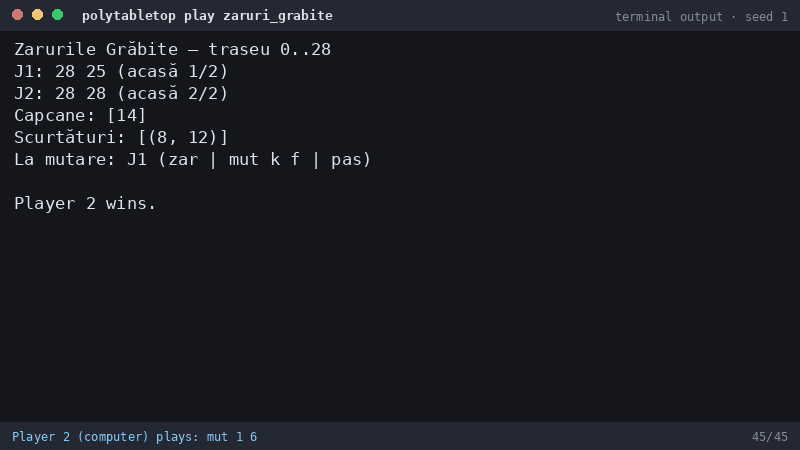 polytabletop play zaruri_grabite
terminal output · seed 1
Zarurile Grăbite — traseu 0..28
J1: 28 25 (acasă 1/2)
J2: 28 28 (acasă 2/2)
Capcane: [14]
Scurtături: [(8, 12)]
La mutare: J1 (zar | mut k f | pas)
Player 2 wins.
Player 2 (computer) plays: mut 1 6
45/45